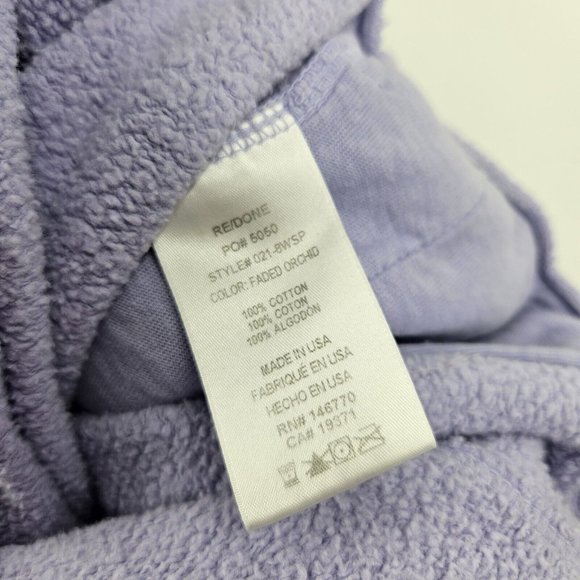 RE/DONE
PO# 5050
STYLE# 021-8WSP
COLOR: FADED ORCHID
100% COTTON
100% COTON
100% ALGODON
MADE IN USA
FABRIQUÉ EN USA
HECHO EN USA
RN# 146770
CA# 19371